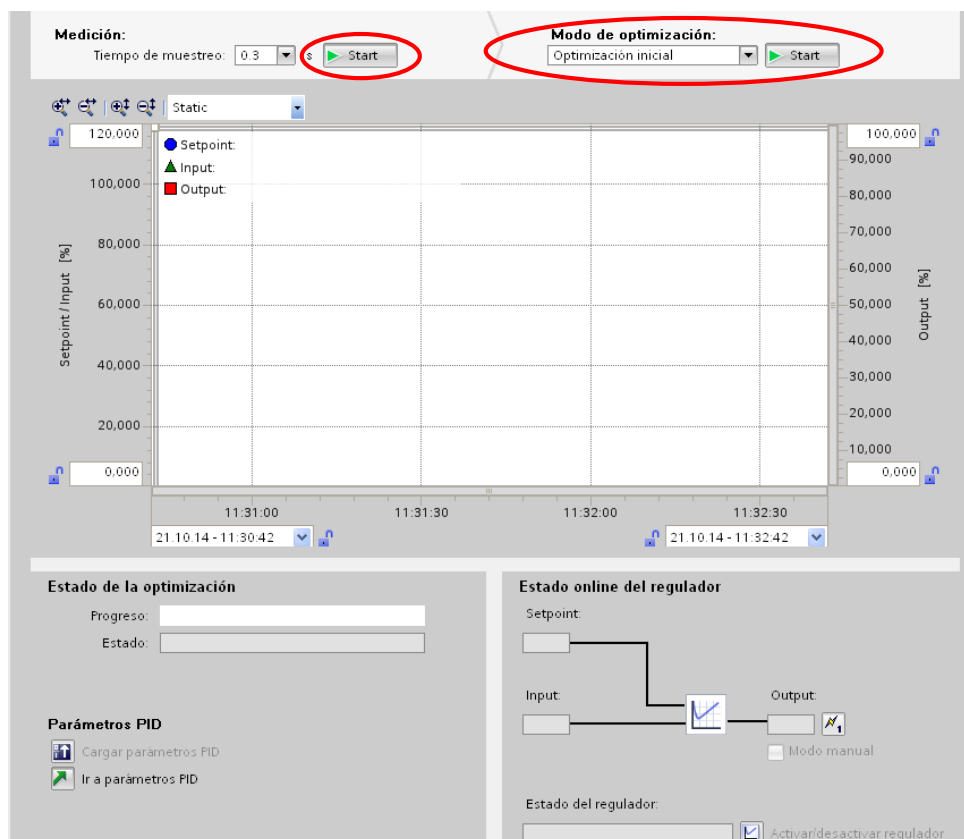 Medición:
Tiempo de muestreo: 0.3 s Start
Modo de optimización:
Optimización inicial Start
Static
120,000
100,000
80,000
60,000
40,000
20,000
0,000
Setpoint / Input [%]
Setpoint:
Input:
Output:
100,000
90,000
80,000
70,000
60,000
50,000
40,000
30,000
20,000
10,000
0,000
Output [%]
11:31:00 11:31:30 11:32:00 11:32:30
21.10.14 - 11:30:42 21.10.14 - 11:32:42
Estado de la optimización
Progreso:
Estado:
Parámetros PID
Cargar parámetros PID
Ir a parámetros PID
Estado online del regulador
Setpoint:
Input: Output:
1
Modo manual
Estado del regulador:
Activar/desactivar regulador